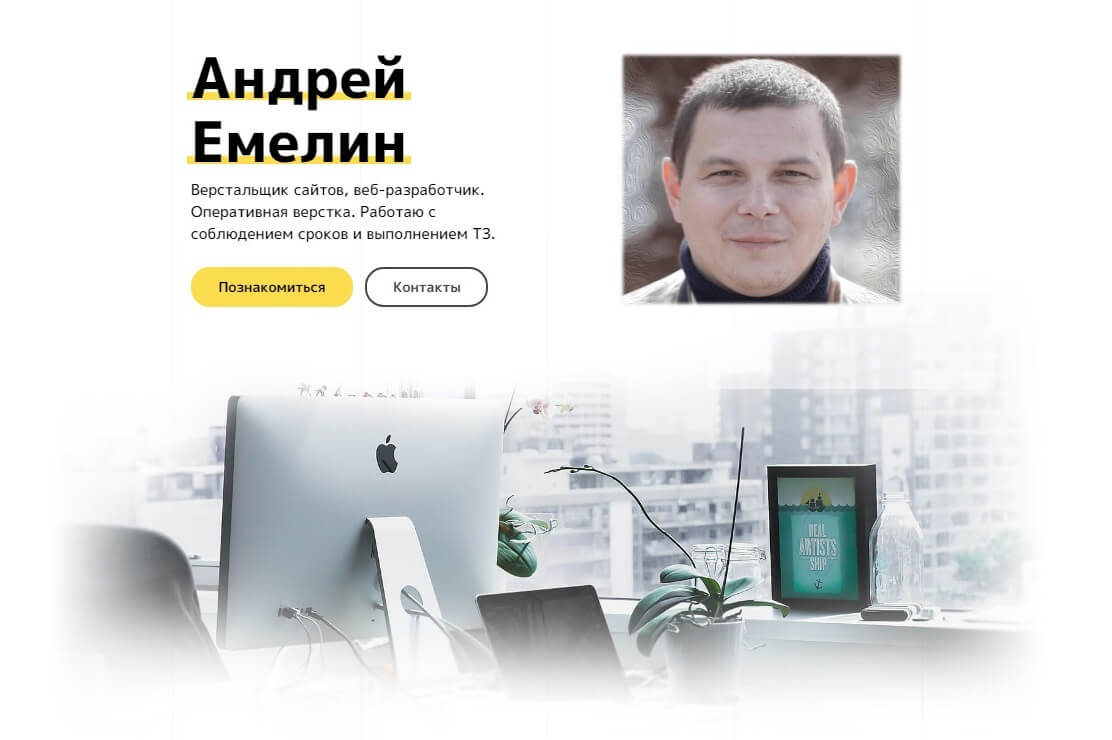 Андрей
Емелин
Верстальщик сайтов, веб-разработчик.
Оперативная верстка. Работаю с
соблюдением сроков и выполнением ТЗ.
Познакомиться
Контакты
REAL
ARTISTS
SHIP